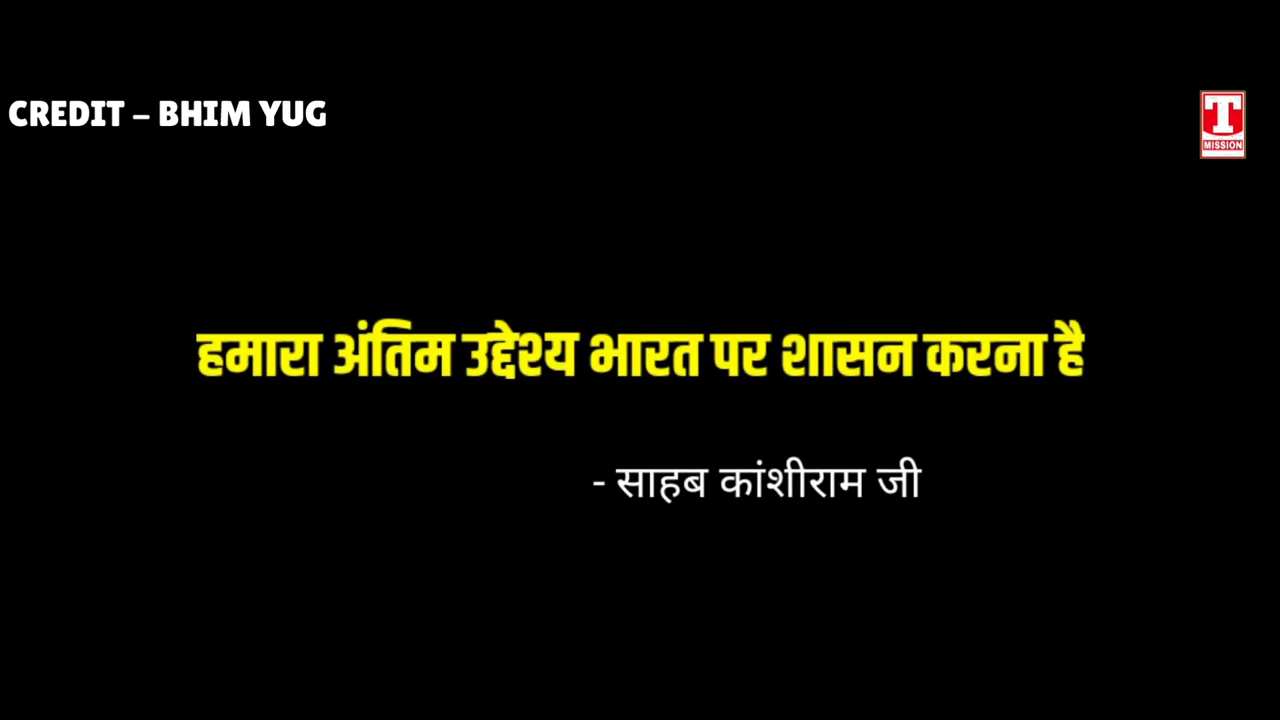 CREDIT – BHIM YUG
T
MISSION
हमारा अंतिम उद्देश्य भारत पर शासन करना है
- साहब कांशीराम जी